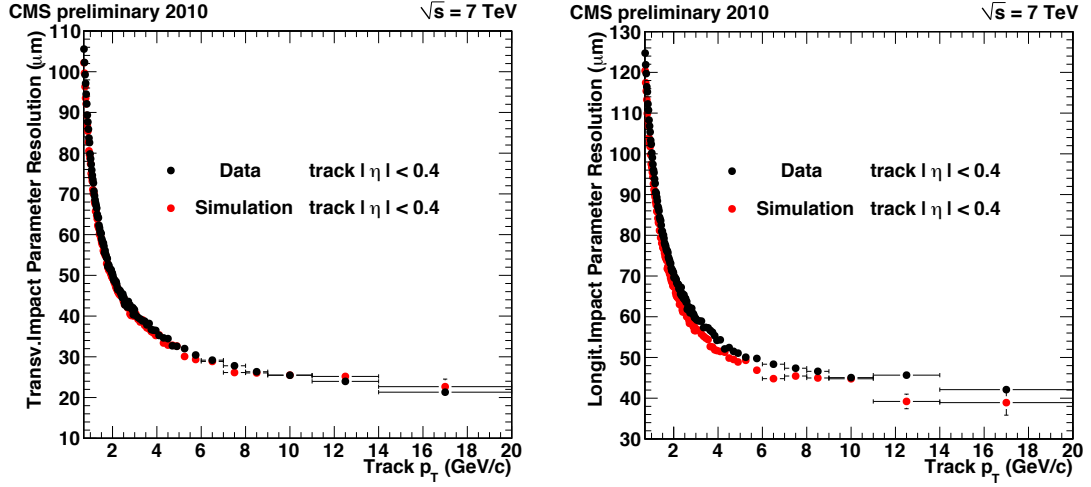 CMS preliminary 2010 √s = 7 TeV
Transv.Impact Parameter Resolution (μm)
110
100
90
80
70
60
50
40
30
20
10
Data track | η | < 0.4
Simulation track | η | < 0.4
2 4 6 8 10 12 14 16 18 20
Track p_T (GeV/c)
CMS preliminary 2010 √s = 7 TeV
Longit.Impact Parameter Resolution (μm)
130
120
110
100
90
80
70
60
50
40
30
Data track | η | < 0.4
Simulation track | η | < 0.4
2 4 6 8 10 12 14 16 18 20
Track p_T (GeV/c)